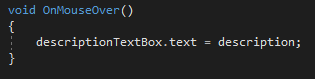 void OnMouseOver()
{
    descriptionTextBox.text = description;
}